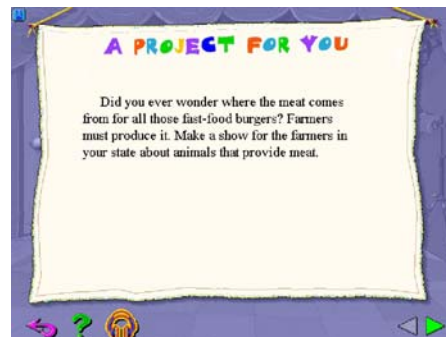 A PROJECT FOR YOU
Did you ever wonder where the meat comes
from for all those fast-food burgers? Farmers
must produce it. Make a show for the farmers in
your state about animals that provide meat.
?